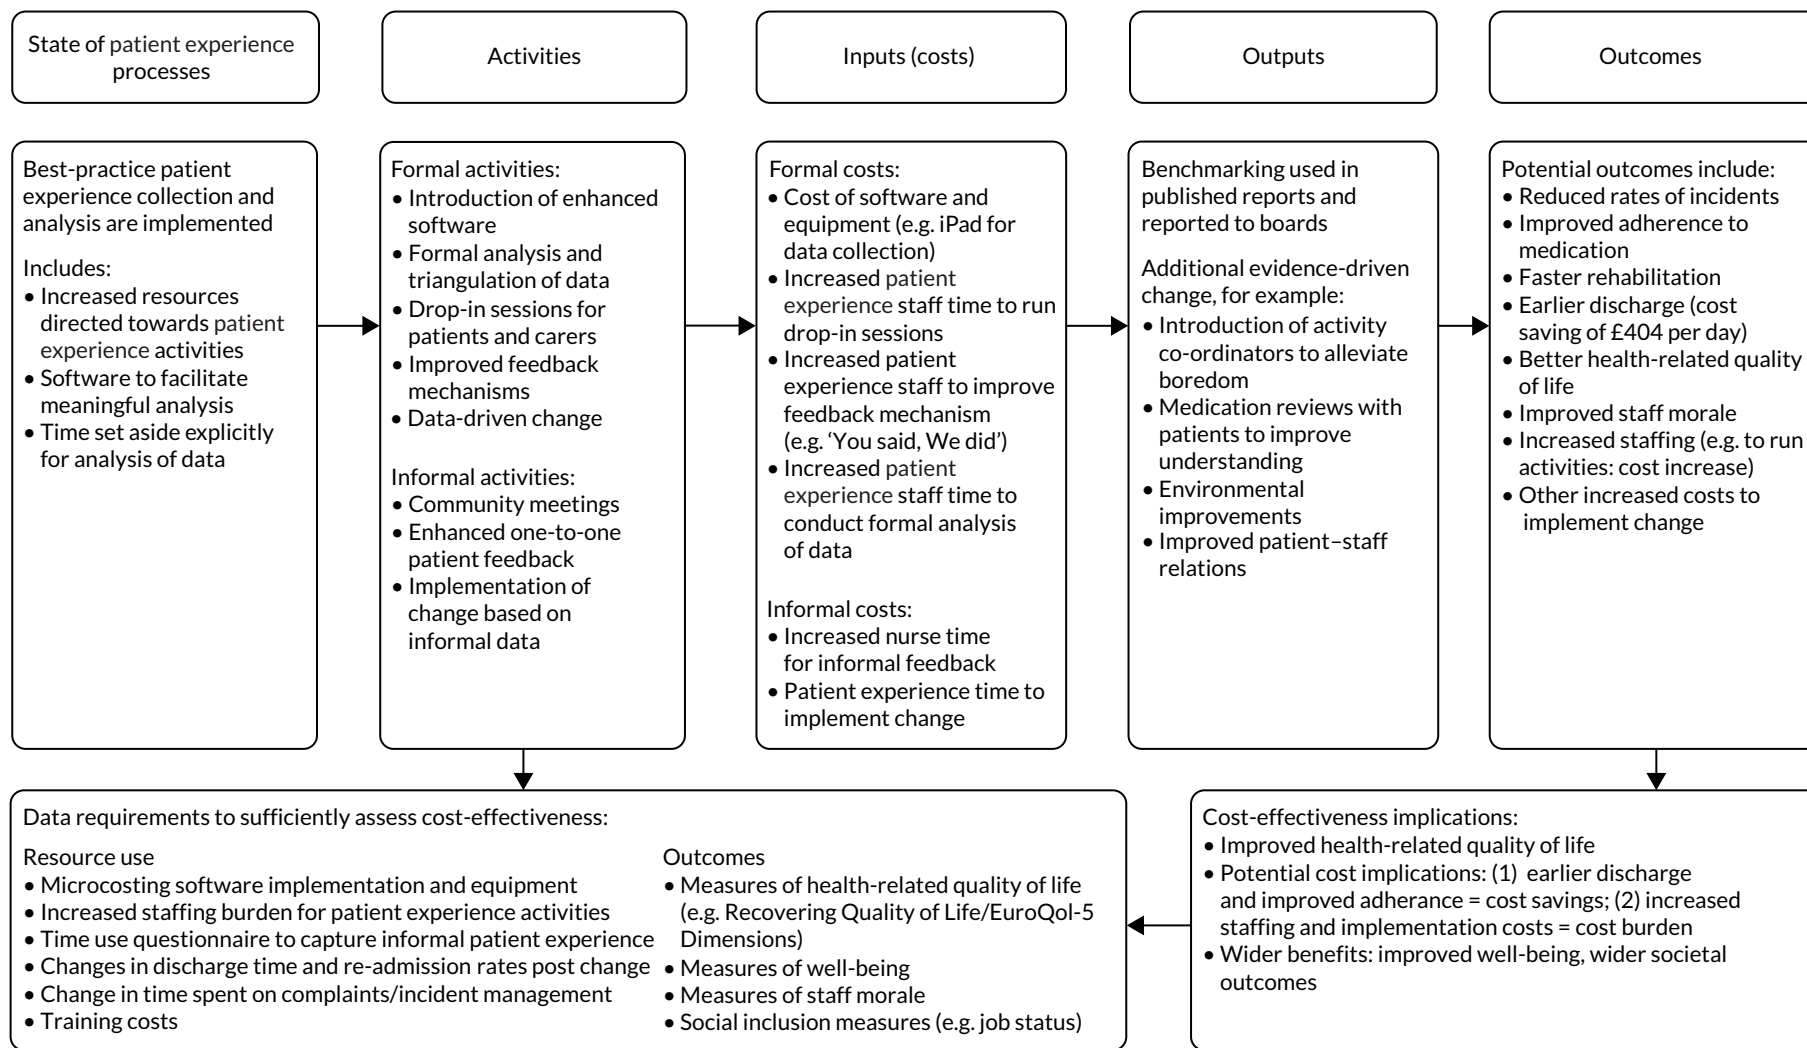 State of patient experience
processes
Activities
Inputs (costs)
Outputs
Outcomes
Best-practice patient
experience collection and
analysis are implemented
Includes:
• Increased resources
directed towards patient
experience activities
• Software to facilitate
meaningful analysis
• Time set aside explicitly
for analysis of data
Formal activities:
• Introduction of enhanced
software
• Formal analysis and
triangulation of data
• Drop-in sessions for
patients and carers
• Improved feedback
mechanisms
• Data-driven change
Informal activities:
• Community meetings
• Enhanced one-to-one
patient feedback
• Implementation of
change based on
informal data
Formal costs:
• Cost of software and
equipment (e.g. iPad for
data collection)
• Increased patient
experience staff time to run
drop-in sessions
• Increased patient
experience staff to improve
feedback mechanism
(e.g. ‘You said, We did’)
• Increased patient
experience staff time to
conduct formal analysis
of data
Informal costs:
• Increased nurse time
for informal feedback
• Patient experience time to
implement change
Benchmarking used in
published reports and
reported to boards
Additional evidence-driven
change, for example:
• Introduction of activity
co-ordinators to alleviate
boredom
• Medication reviews with
patients to improve
understanding
• Environmental
improvements
• Improved patient–staff
relations
Potential outcomes include:
• Reduced rates of incidents
• Improved adherence to
medication
• Faster rehabilitation
• Earlier discharge (cost
saving of £404 per day)
• Better health-related quality
of life
• Improved staff morale
• Increased staffing (e.g. to run
activities: cost increase)
• Other increased costs to
implement change
Data requirements to sufficiently assess cost-effectiveness:
Resource use
• Microcosting software implementation and equipment
• Increased staffing burden for patient experience activities
• Time use questionnaire to capture informal patient experience
• Changes in discharge time and re-admission rates post change
• Change in time spent on complaints/incident management
• Training costs
Outcomes
• Measures of health-related quality of life
(e.g. Recovering Quality of Life/EuroQol-5
Dimensions)
• Measures of well-being
• Measures of staff morale
• Social inclusion measures (e.g. job status)
Cost-effectiveness implications:
• Improved health-related quality of life
• Potential cost implications: (1) earlier discharge
and improved adherance = cost savings; (2) increased
staffing and implementation costs = cost burden
• Wider benefits: improved well-being, wider societal
outcomes